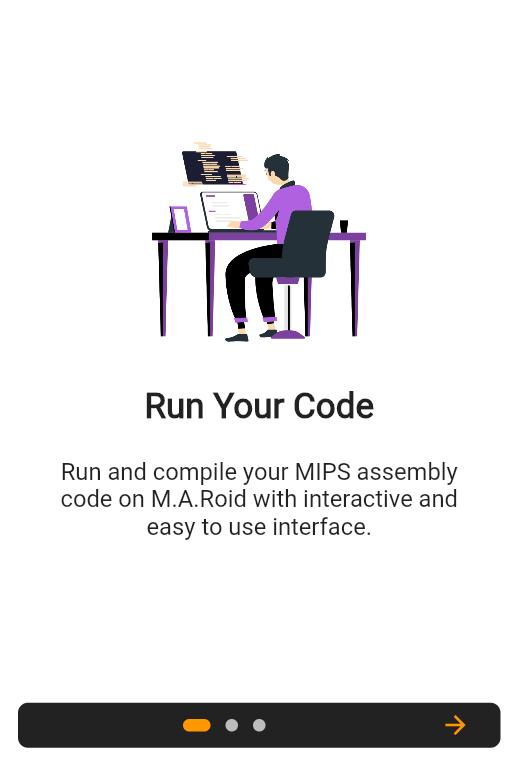 Run Your Code
Run and compile your MIPS assembly
code on M.A.Roid with interactive and
easy to use interface.